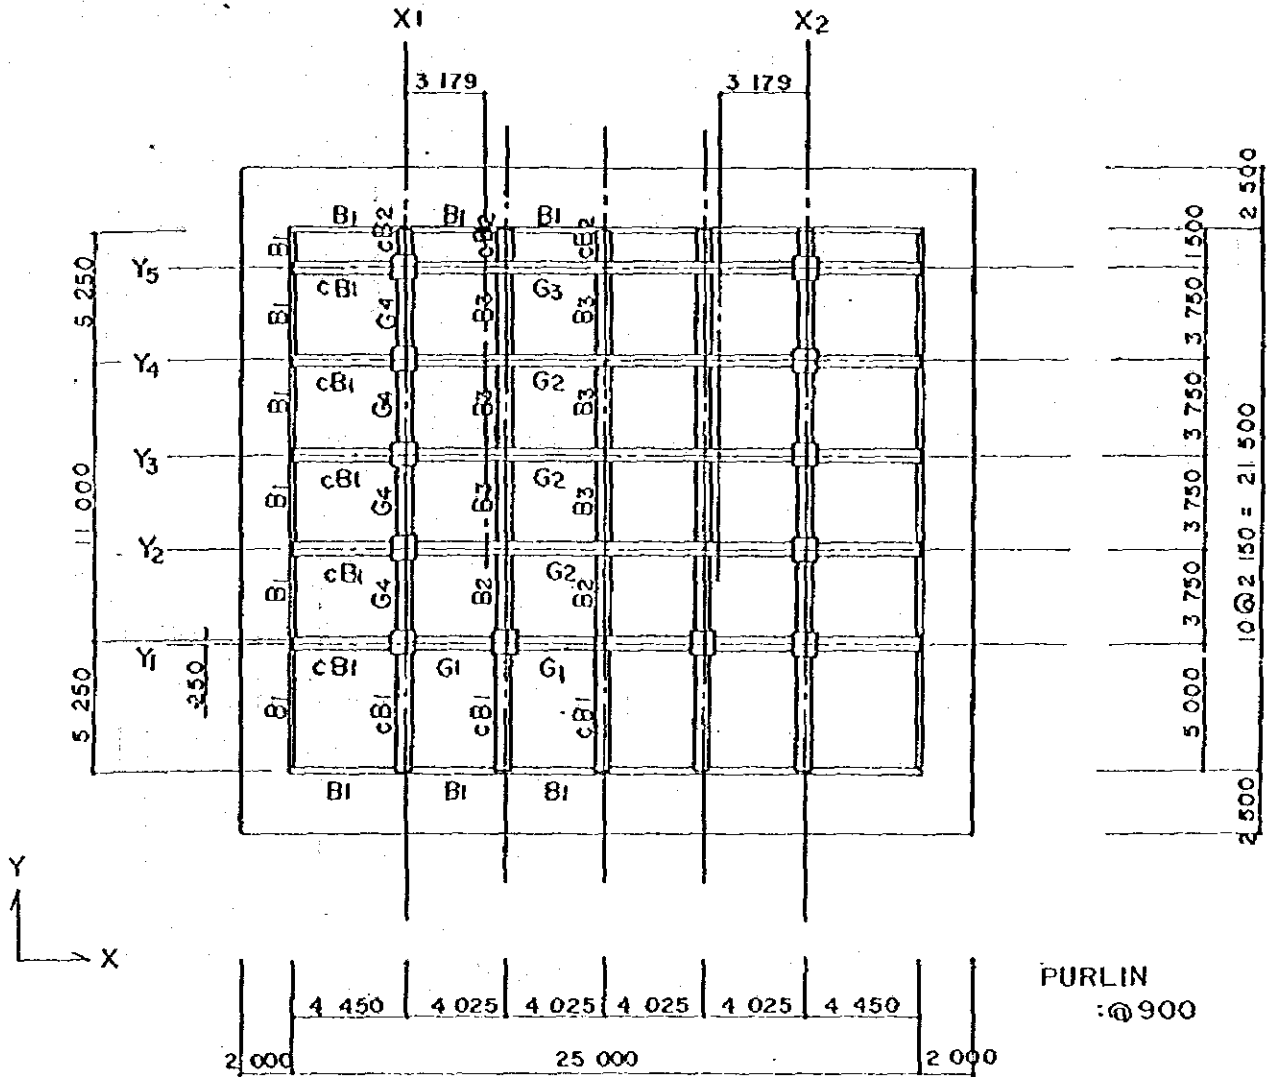 X1 X2
3 179 3 179
B1 B1 B1
cB2 cB2 cB2
B1
Y5
cB1 G3
B1 G4 B3 B3
Y4
cB1 G2
B1 G4 B3 B3
Y3
cB1 G2
B1 G4 B3 B3
Y2
cB1 G2
B1 G4 B2 B2
Y1
cB1 G1 G1
B1 cB1 cB1 cB1
B1 B1 B1
5 250 11 000 5 250
250
5 000 3 750 3 750 3 750 3 750 1 500
2 500 10@2 150 = 21 500 2 500
Y
X
4 450 4 025 4 025 4 025 4 025 4 450
2 000 25 000 2 000
PURLIN
:@900